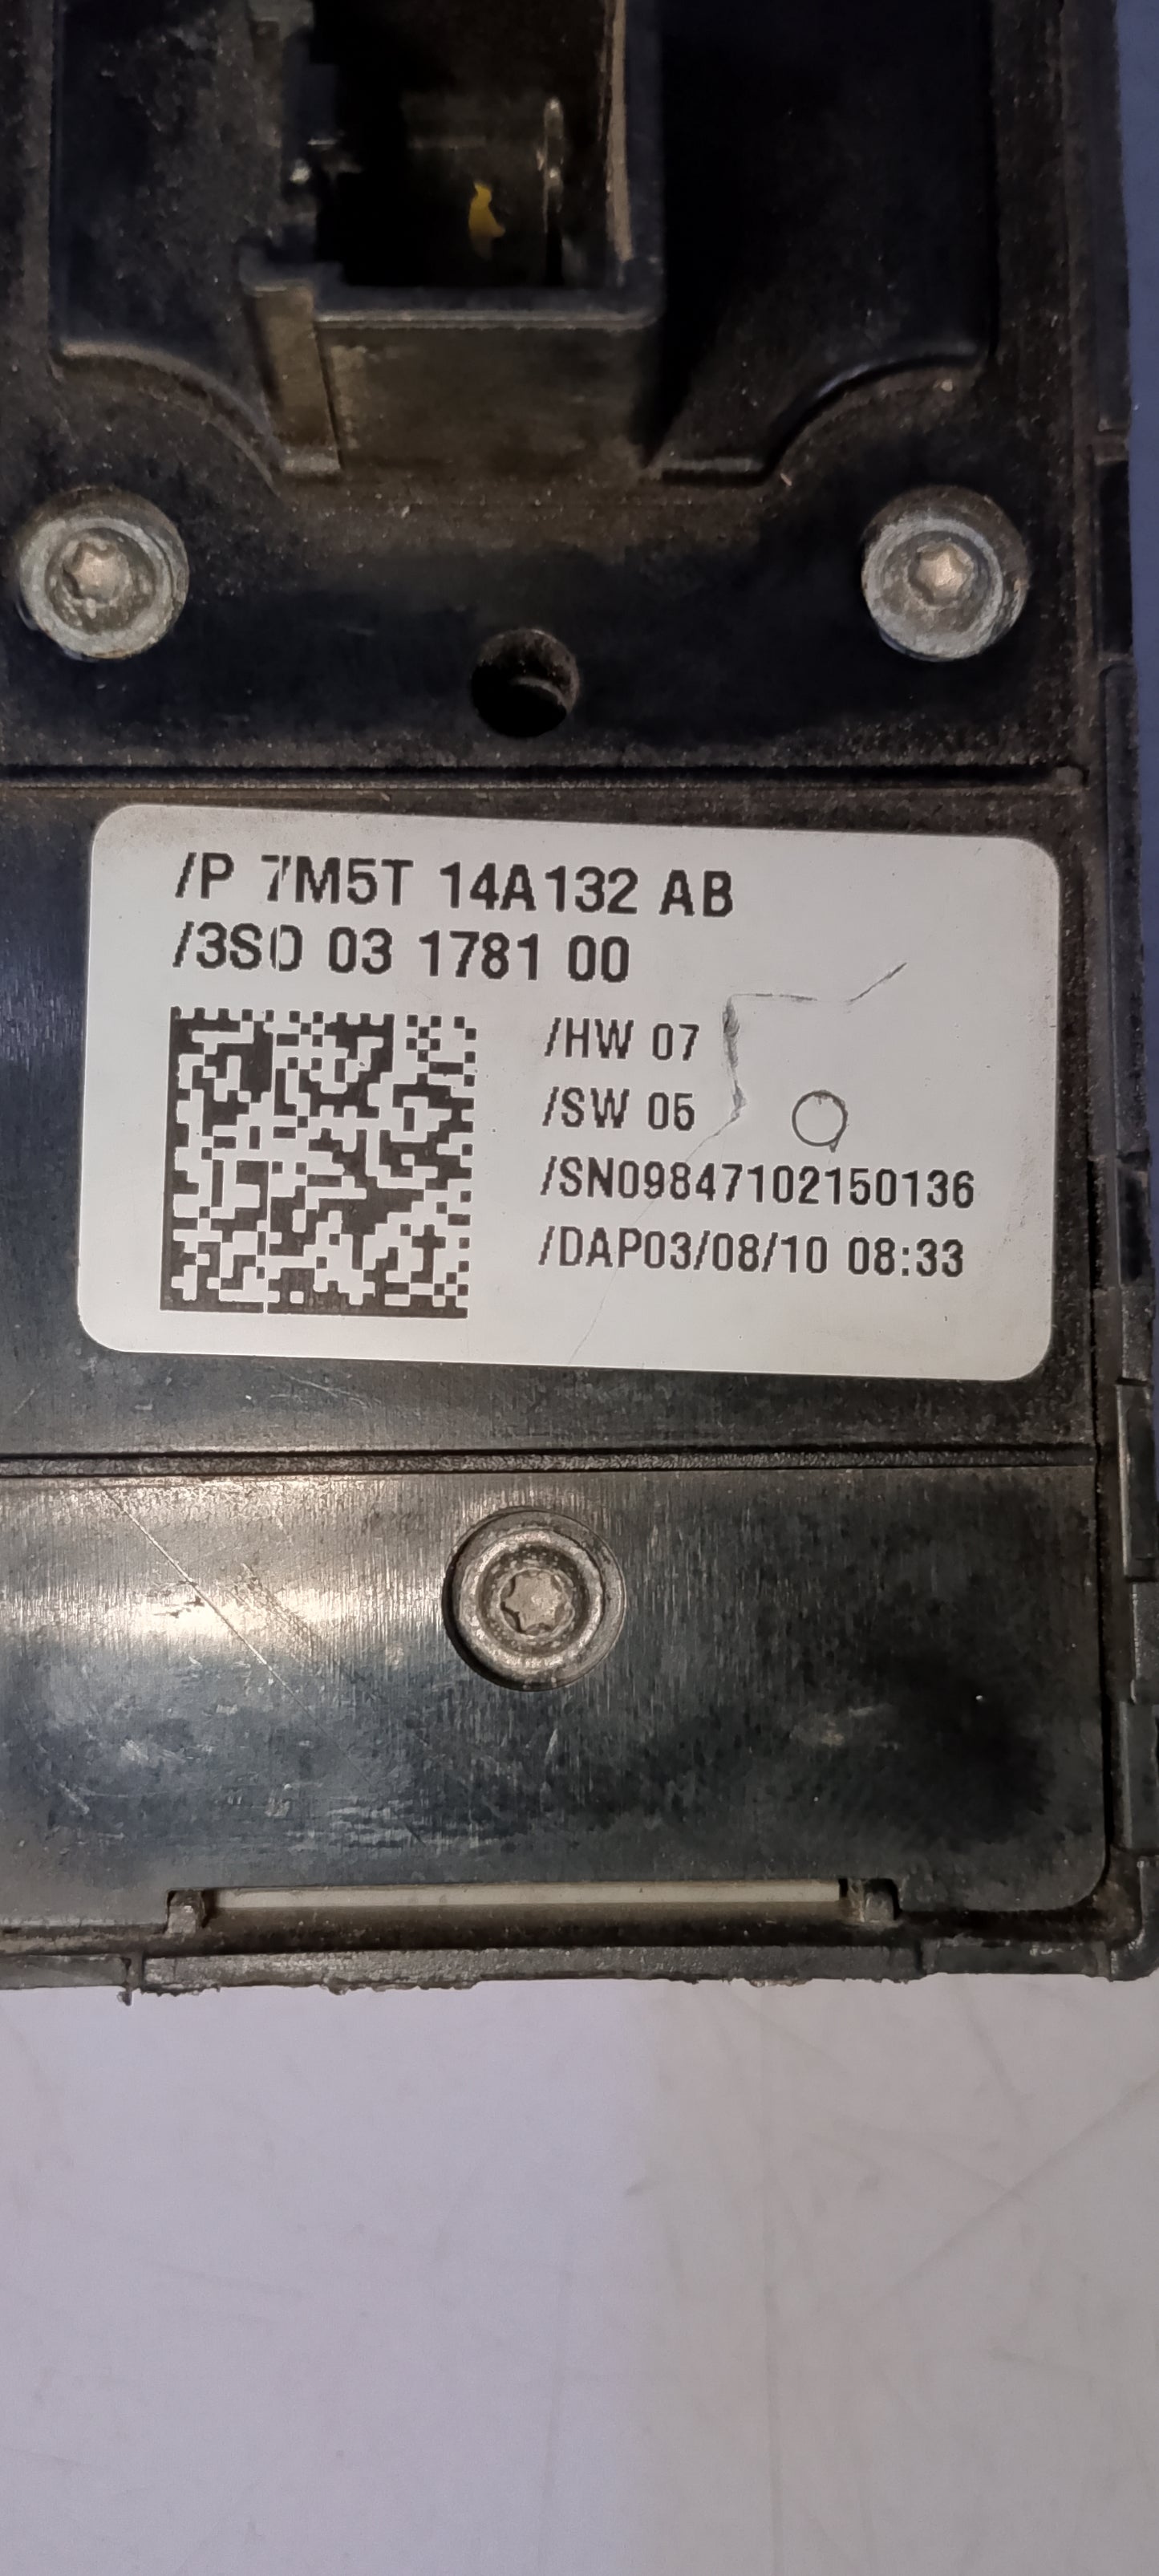 /P 7M5T 14A132 AB
/3S0 03 1781 00
/HW 07
/SW 05
/SN09847102150136
/DAP03/08/10 08:33